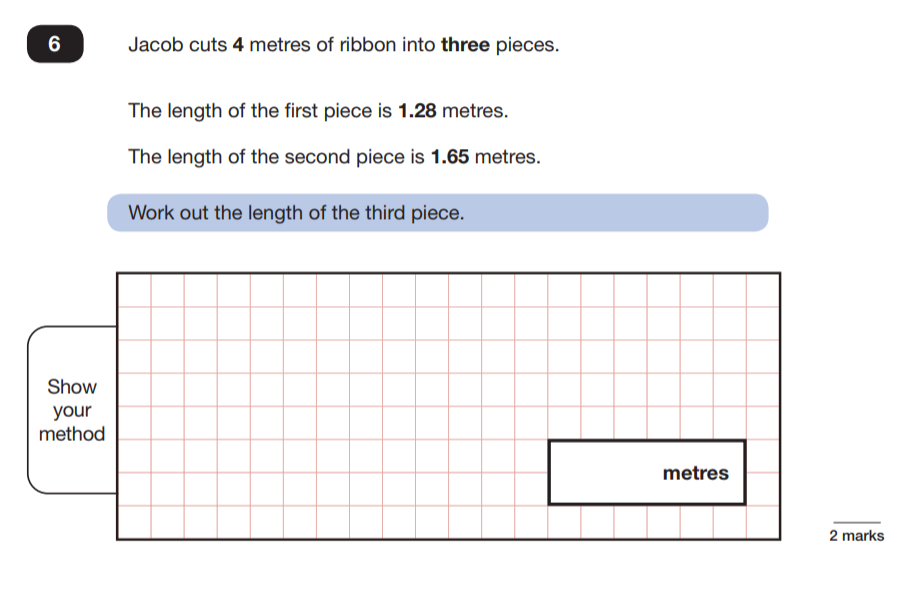 6
Jacob cuts 4 metres of ribbon into three pieces.
The length of the first piece is 1.28 metres.
The length of the second piece is 1.65 metres.
Work out the length of the third piece.
Show
your
method
metres
2 marks